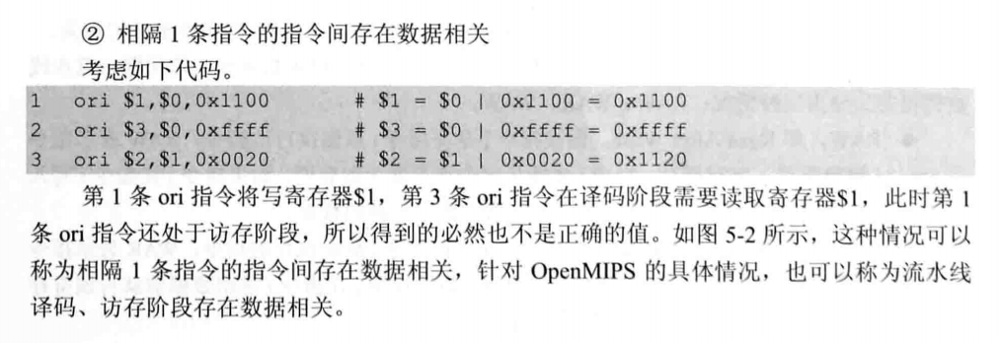 ② 相隔 1 条指令的指令间存在数据相关
考虑如下代码。
1 ori $1,$0,0x1100 # $1 = $0 | 0x1100 = 0x1100
2 ori $3,$0,0xffff # $3 = $0 | 0xffff = 0xffff
3 ori $2,$1,0x0020 # $2 = $1 | 0x0020 = 0x1120
第 1 条 ori 指令将写寄存器$1，第 3 条 ori 指令在译码阶段需要读取寄存器$1，此时第 1
条 ori 指令还处于访存阶段，所以得到的必然也不是正确的值。如图 5-2 所示，这种情况可以
称为相隔 1 条指令的指令间存在数据相关，针对 OpenMIPS 的具体情况，也可以称为流水线
译码、访存阶段存在数据相关。